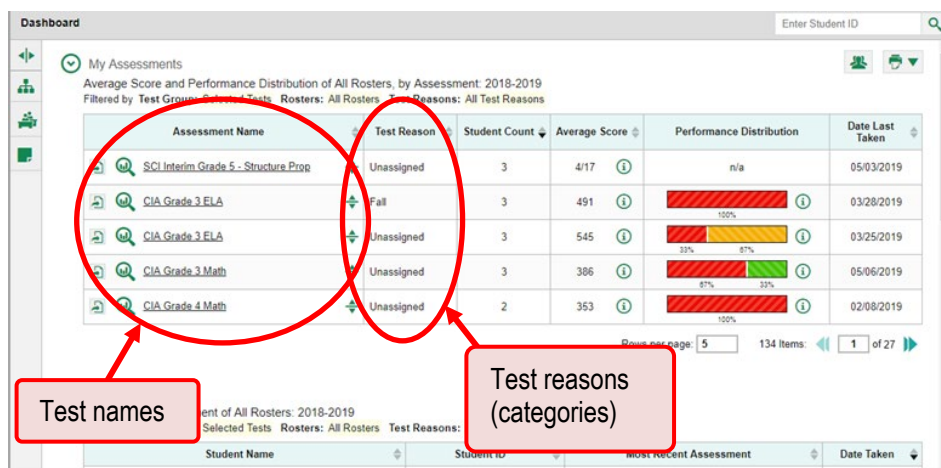 Dashboard
Enter Student ID
My Assessments
Average Score and Performance Distribution of All Rosters, by Assessment: 2018-2019
Filtered by Test Group: Selected Tests Rosters: All Rosters Test Reasons: All Test Reasons
Assessment Name Test Reason Student Count Average Score Performance Distribution Date Last Taken
SCI Interim Grade 5 - Structure Prop Unassigned 3 4/17 n/a 05/03/2019
CIA Grade 3 ELA Fall 3 491 03/28/2019
100%
CIA Grade 3 ELA Unassigned 3 545 03/25/2019
33% 67%
CIA Grade 3 Math Unassigned 3 386 05/06/2019
67% 33%
CIA Grade 4 Math Unassigned 2 353 02/08/2019
100%
Rows per page: 5 134 Items: 1 of 27
Test names
Test reasons
(categories)
of All Rosters: 2018-2019
Selected Tests Rosters: All Rosters Test Reasons:
Student Name Student ID Most Recent Assessment Date Taken